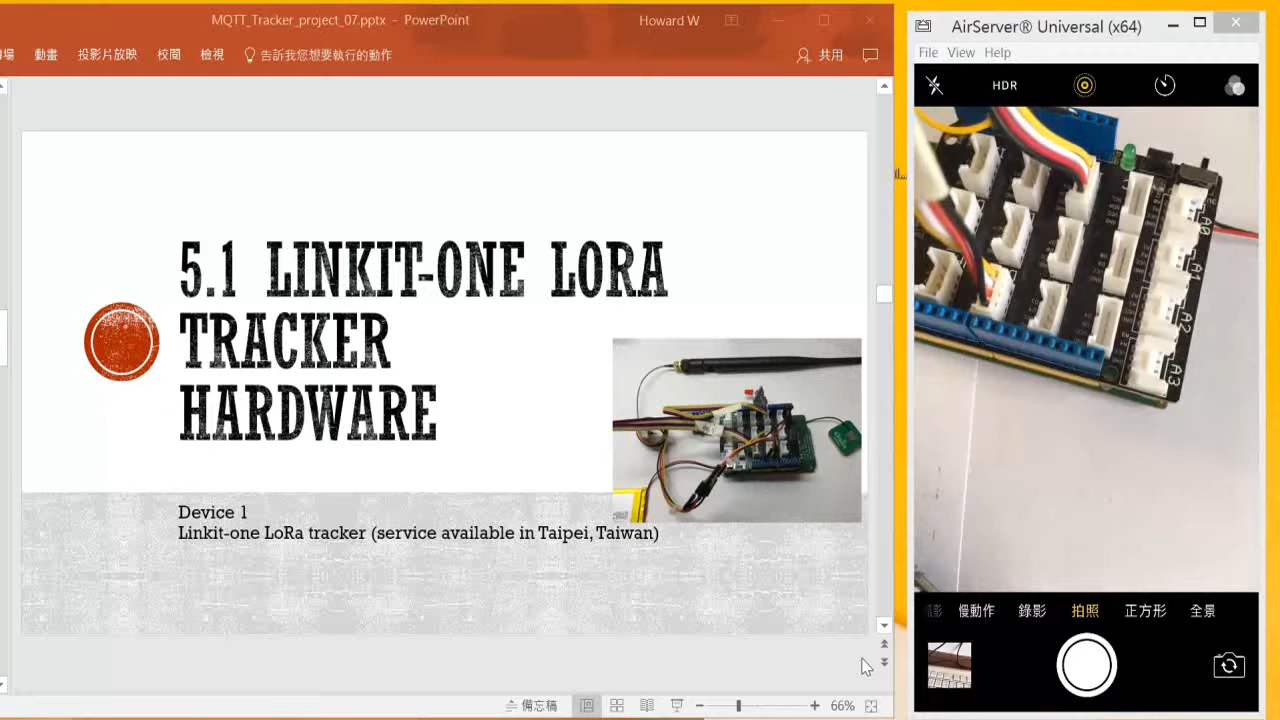 MQTT_Tracker_project_07.pptx - PowerPoint
Howard W
動畫 投影片放映 校閱 檢視 告訴我您想要執行的動作
共用
5.1 LINKIT-ONE LORA
TRACKER
HARDWARE
Device 1
Linkit-one LoRa tracker (service available in Taipei, Taiwan)
備忘稿
66%
AirServer® Universal (x64)
File View Help
HDR
A0
A1
A2
A3
慢動作 錄影 拍照 正方形 全景